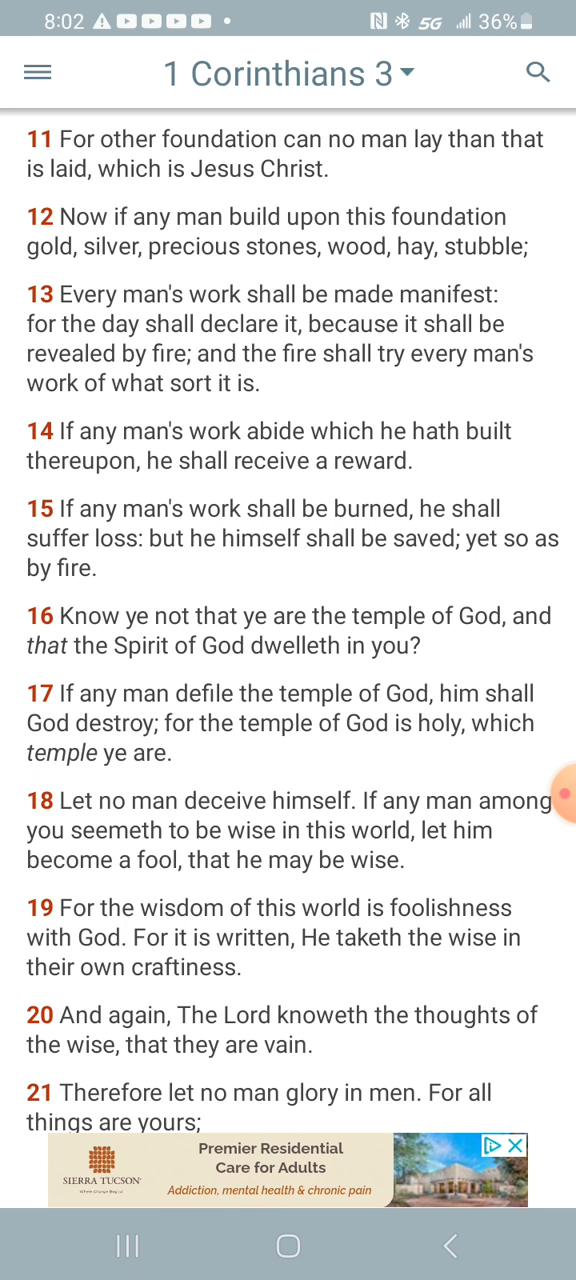 8:02
5G
36%
1 Corinthians 3
11 For other foundation can no man lay than that
is laid, which is Jesus Christ.
12 Now if any man build upon this foundation
gold, silver, precious stones, wood, hay, stubble;
13 Every man's work shall be made manifest:
for the day shall declare it, because it shall be
revealed by fire; and the fire shall try every man's
work of what sort it is.
14 If any man's work abide which he hath built
thereupon, he shall receive a reward.
15 If any man's work shall be burned, he shall
suffer loss: but he himself shall be saved; yet so as
by fire.
16 Know ye not that ye are the temple of God, and
that the Spirit of God dwelleth in you?
17 If any man defile the temple of God, him shall
God destroy; for the temple of God is holy, which
temple ye are.
18 Let no man deceive himself. If any man among
you seemeth to be wise in this world, let him
become a fool, that he may be wise.
19 For the wisdom of this world is foolishness
with God. For it is written, He taketh the wise in
their own craftiness.
20 And again, The Lord knoweth the thoughts of
the wise, that they are vain.
21 Therefore let no man glory in men. For all
things are yours;
Premier Residential
Care for Adults
SIERRA TUCSON
Where Change Begins
Addiction, mental health & chronic pain